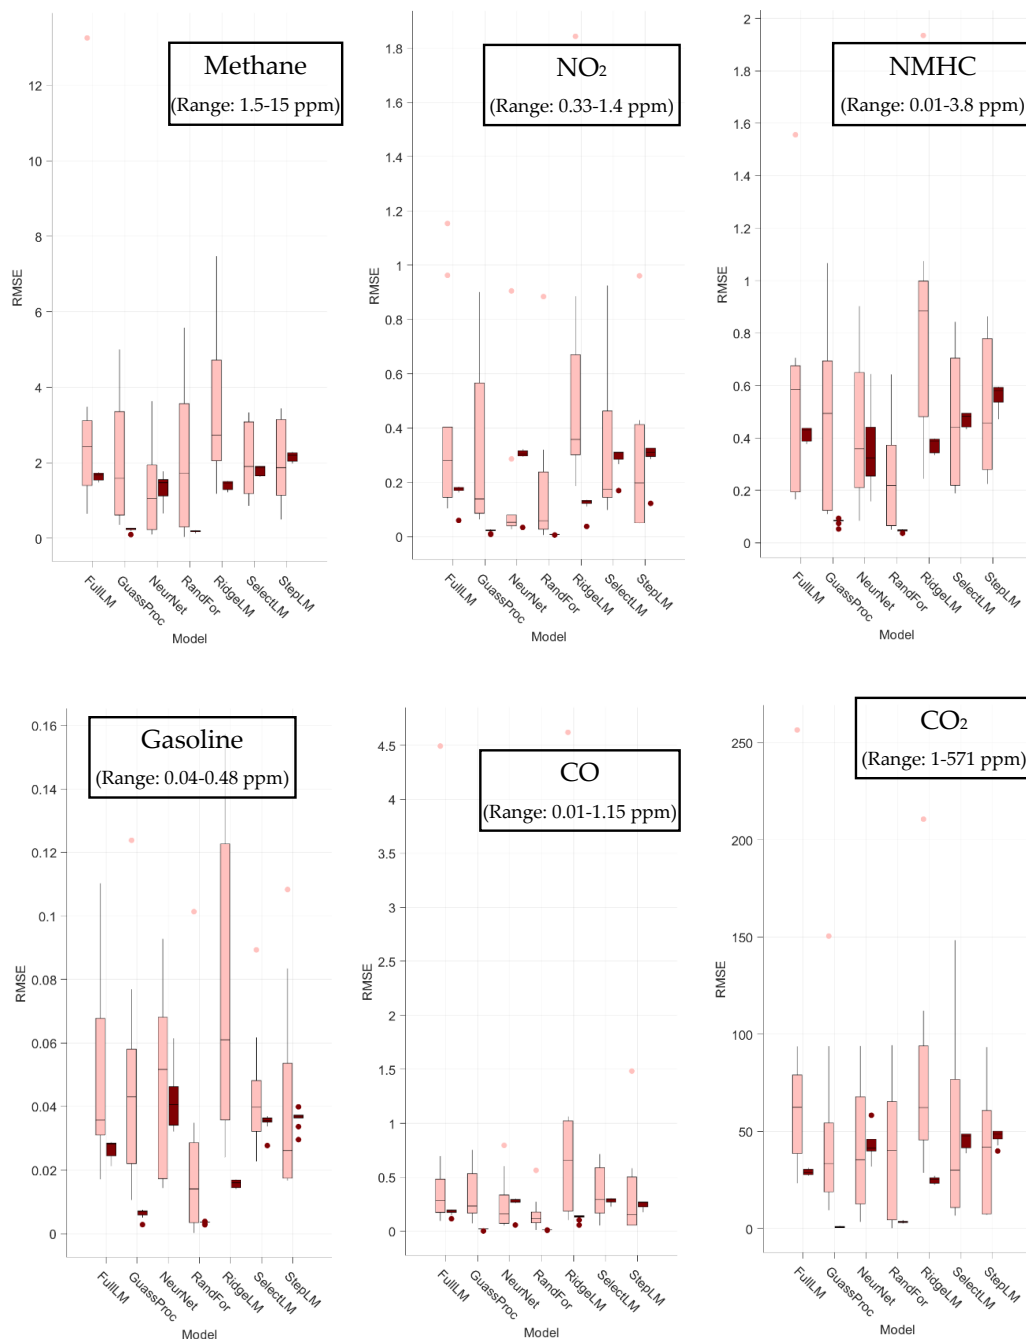 Methane
(Range: 1.5-15 ppm)
12
10
8
6
4
2
0
RMSE
FullLM
GuassProc
NeurNet
RandFor
RidgeLM
SelectLM
StepLM
Model
NO2
(Range: 0.33-1.4 ppm)
1.8
1.6
1.4
1.2
1
0.8
0.6
0.4
0.2
0
RMSE
FullLM
GuassProc
NeurNet
RandFor
RidgeLM
SelectLM
StepLM
Model
NMHC
(Range: 0.01-3.8 ppm)
2
1.8
1.6
1.4
1.2
1
0.8
0.6
0.4
0.2
0
RMSE
FullLM
GuassProc
NeurNet
RandFor
RidgeLM
SelectLM
StepLM
Model
Gasoline
(Range: 0.04-0.48 ppm)
0.16
0.14
0.12
0.1
0.08
0.06
0.04
0.02
0
RMSE
FullLM
GuassProc
NeurNet
RandFor
RidgeLM
SelectLM
StepLM
Model
CO
(Range: 0.01-1.15 ppm)
4.5
4
3.5
3
2.5
2
1.5
1
0.5
0
RMSE
FullLM
GuassProc
NeurNet
RandFor
RidgeLM
SelectLM
StepLM
Model
CO2
(Range: 1-571 ppm)
250
200
150
100
50
0
RMSE
FullLM
GuassProc
NeurNet
RandFor
RidgeLM
SelectLM
StepLM
Model